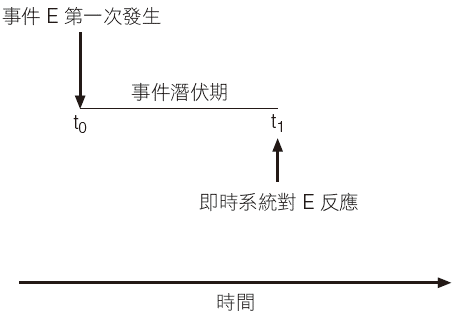 事件 E 第一次發生
事件潛伏期
t0
t1
即時系統對 E 反應
時間